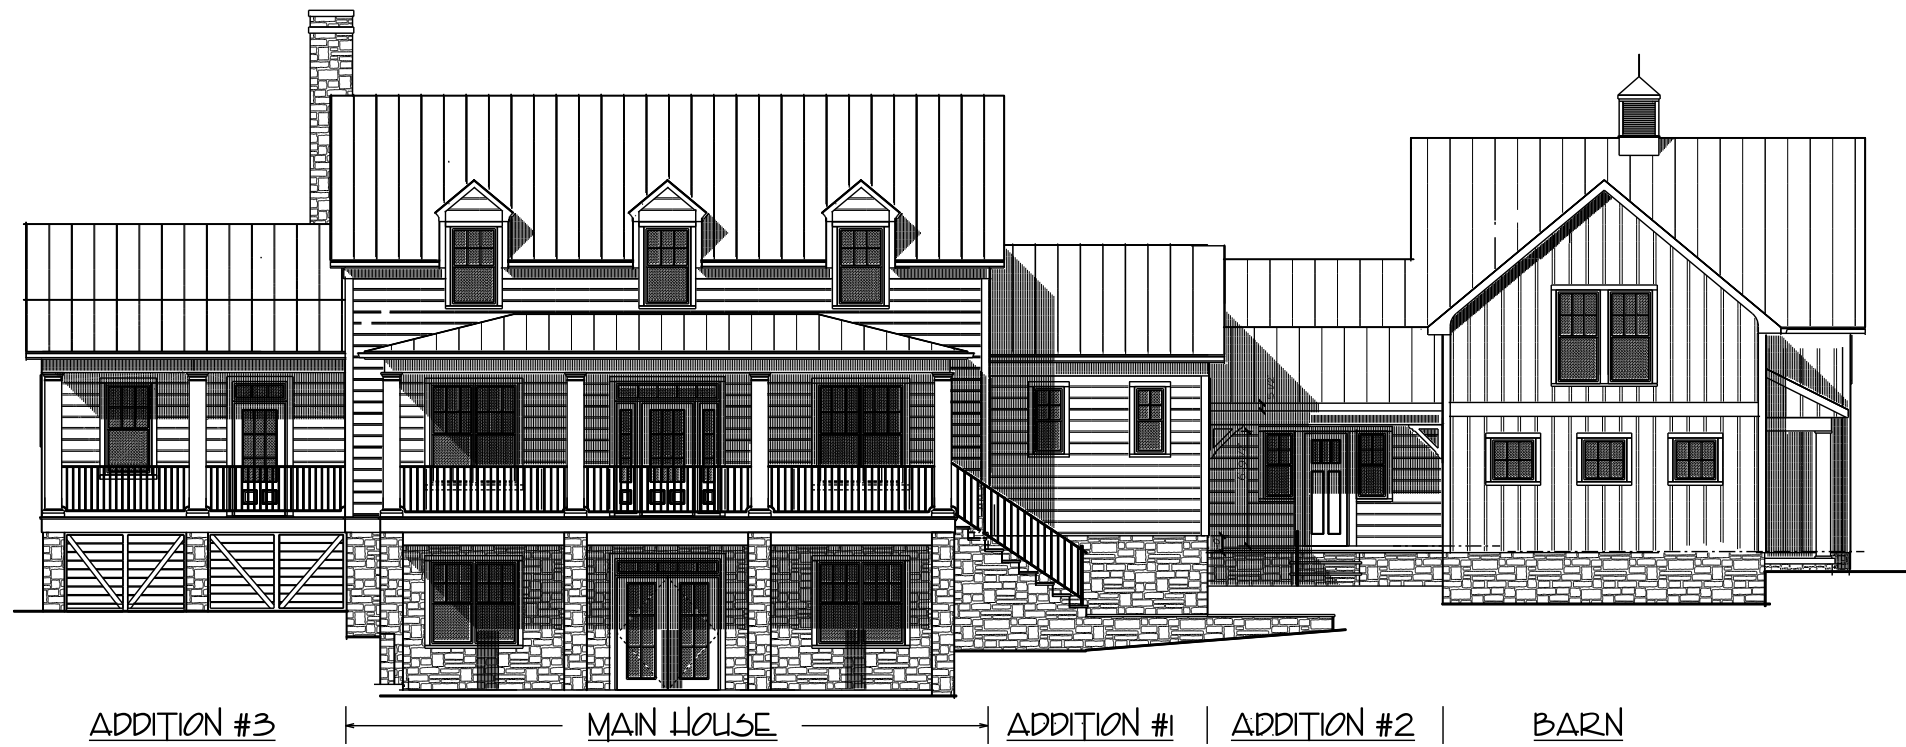 ADDITION #3
MAIN HOUSE
ADDITION #1
ADDITION #2
BARN